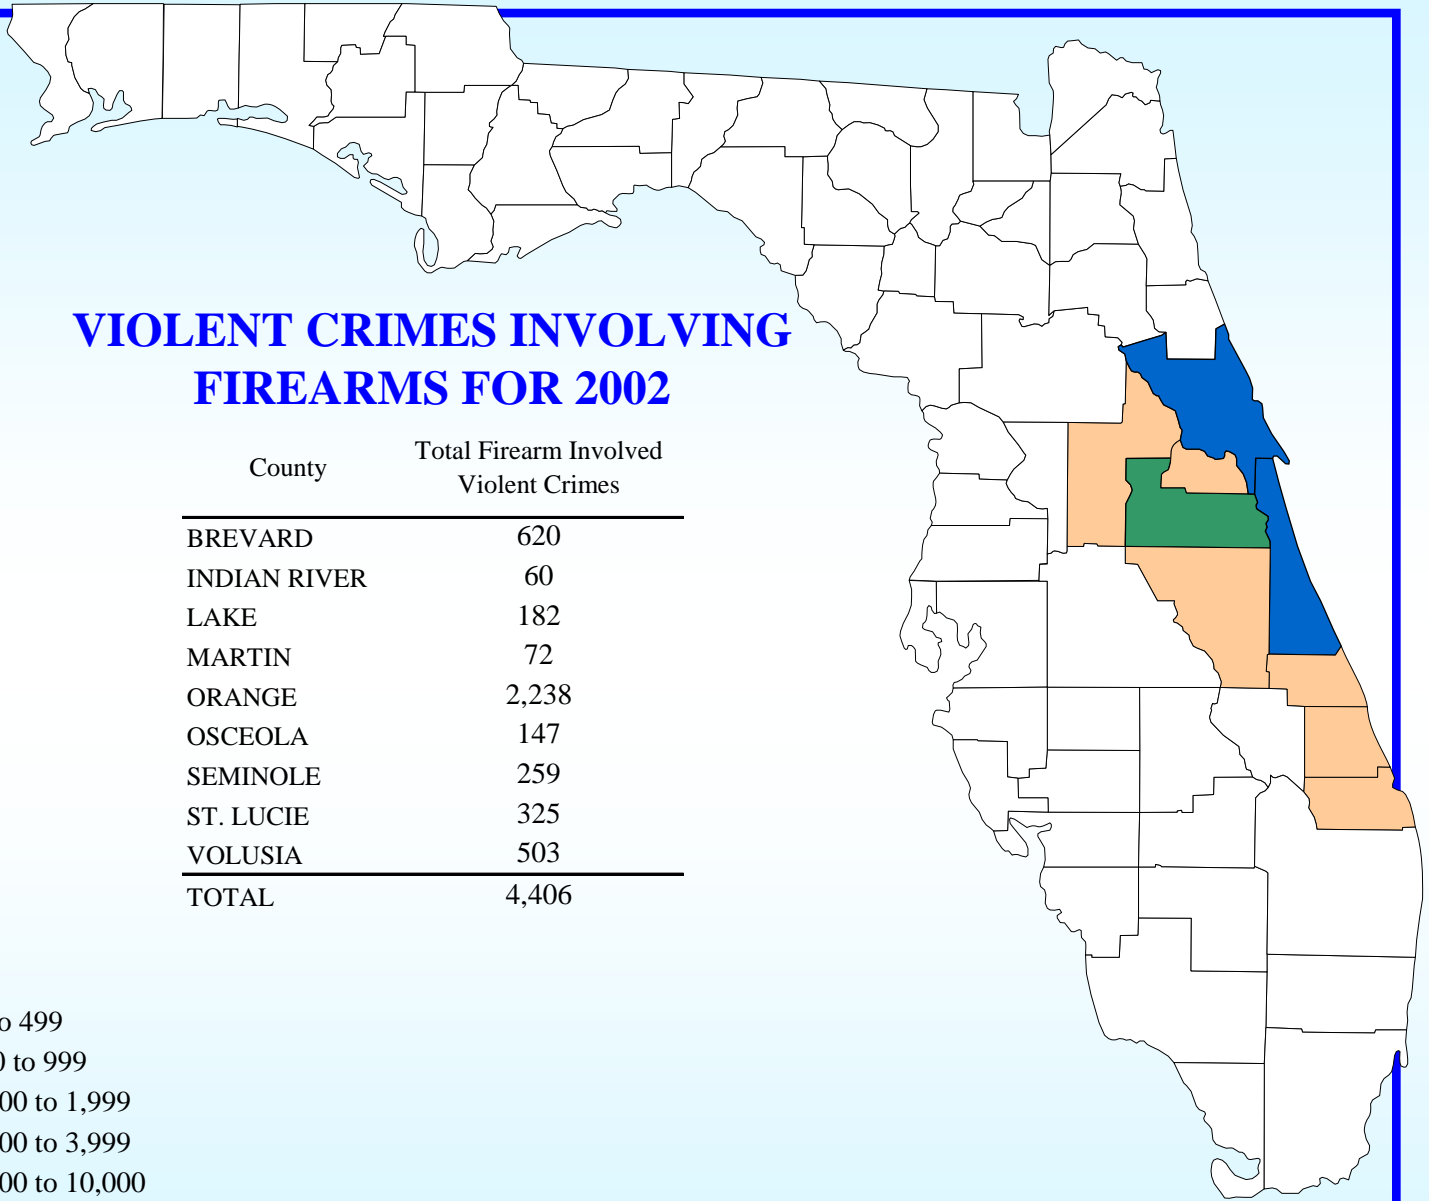 VIOLENT CRIMES INVOLVING
FIREARMS FOR 2002
County Total Firearm Involved
Violent Crimes
BREVARD 620
INDIAN RIVER 60
LAKE 182
MARTIN 72
ORANGE 2,238
OSCEOLA 147
SEMINOLE 259
ST. LUCIE 325
VOLUSIA 503
TOTAL 4,406
to 499
0 to 999
00 to 1,999
00 to 3,999
00 to 10,000